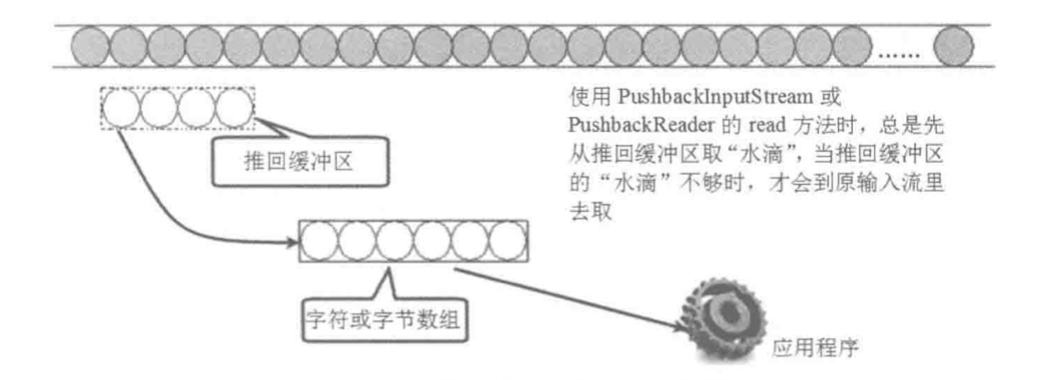 ……
使用 PushbackInputStream 或
PushbackReader 的 read 方法时，总是先
从推回缓冲区取“水滴”，当推回缓冲区
的“水滴”不够时，才会到原输入流里
去取
推回缓冲区
字符或字节数组
应用程序